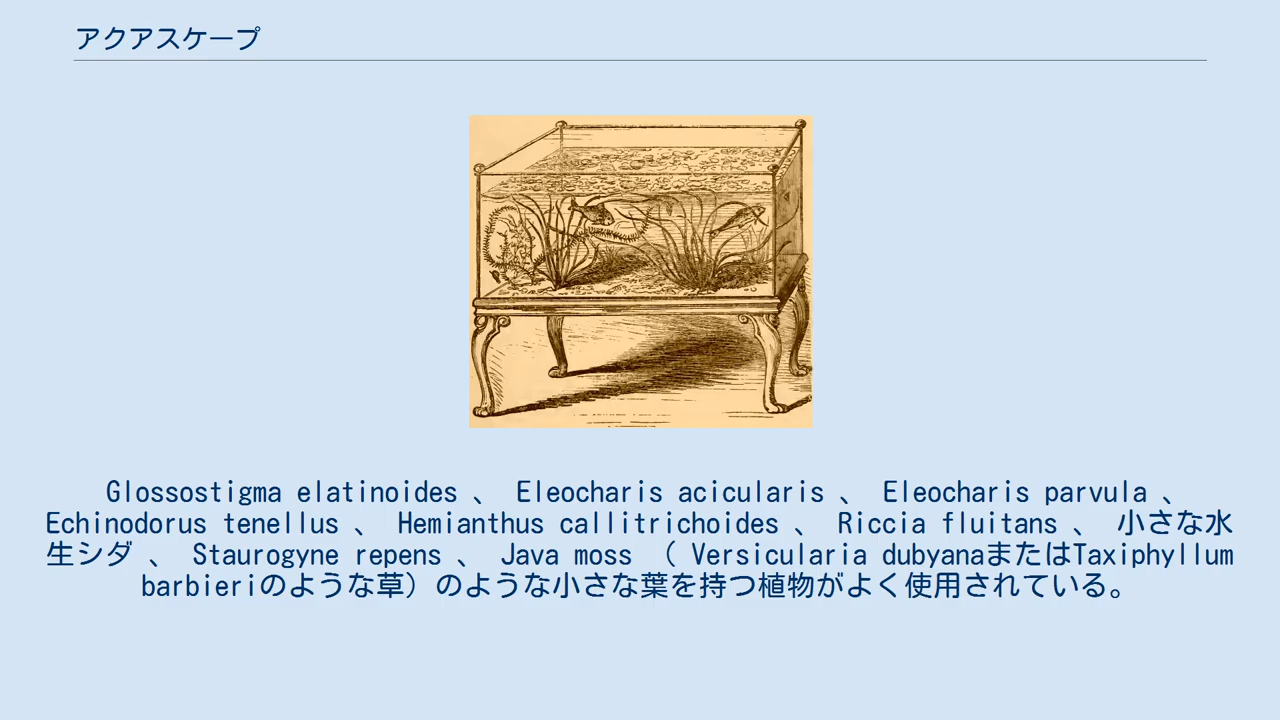 アクアスケープ
Glossostigma elatinoides 、 Eleocharis acicularis 、 Eleocharis parvula 、
Echinodorus tenellus 、 Hemianthus callitrichoides 、 Riccia fluitans 、 小さな水
生シダ 、 Staurogyne repens 、 Java moss （ Versicularia dubyanaまたはTaxiphyllum
barbieriのような草）のような小さな葉を持つ植物がよく使用されている。